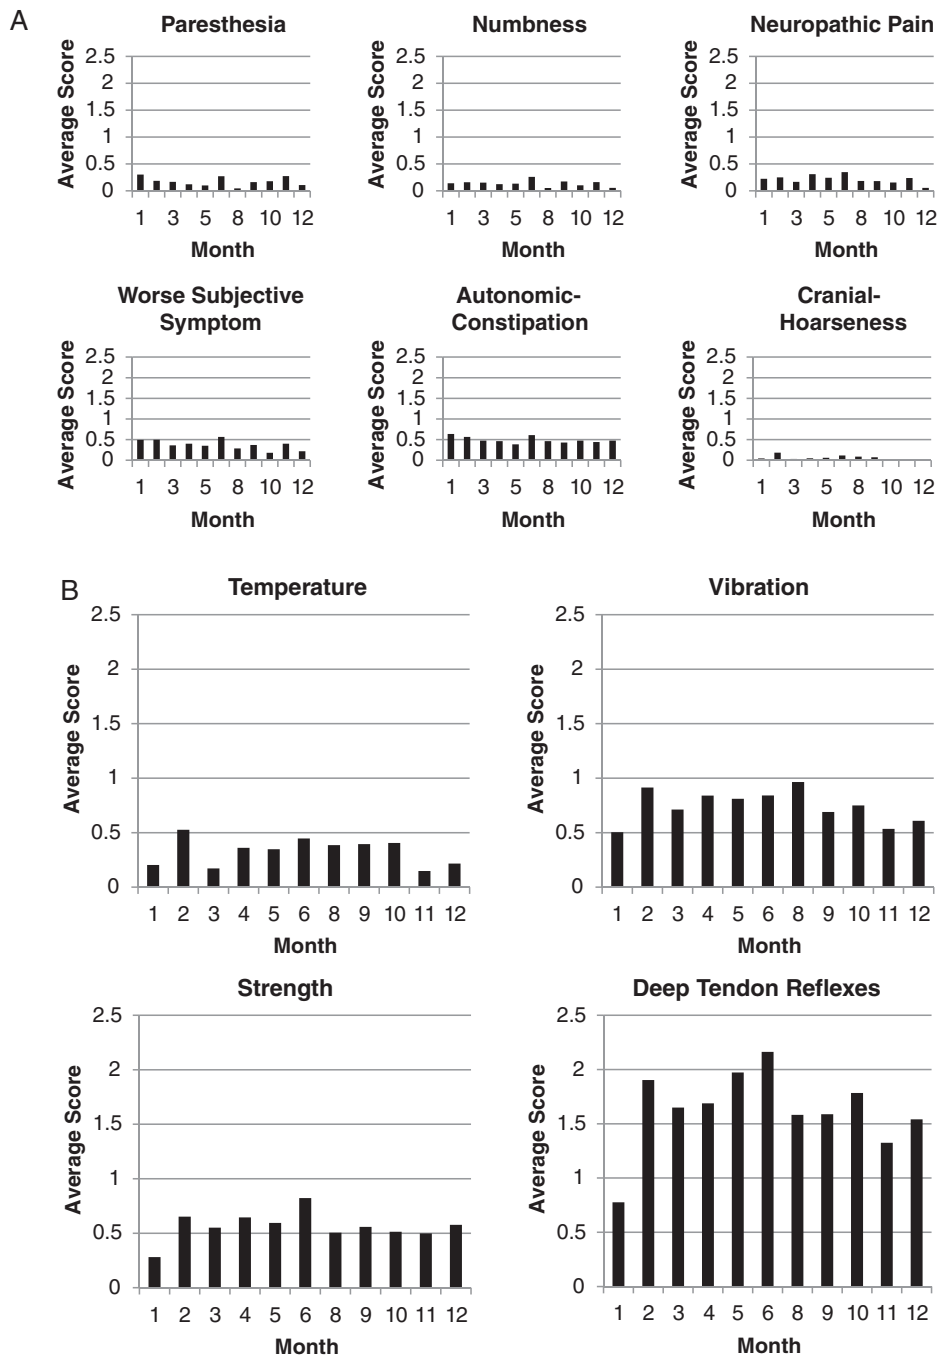 A
Paresthesia
Average Score
2.5
2
1.5
1
0.5
0
1 3 5 8 10 12
Month
Numbness
Average Score
2.5
2
1.5
1
0.5
0
1 3 5 8 10 12
Month
Neuropathic Pain
Average Score
2.5
2
1.5
1
0.5
0
1 3 5 8 10 12
Month
Worse Subjective
Symptom
Average Score
2.5
2
1.5
1
0.5
0
1 3 5 8 10 12
Month
Autonomic-
Constipation
Average Score
2.5
2
1.5
1
0.5
0
1 3 5 8 10 12
Month
Cranial-
Hoarseness
Average Score
2.5
2
1.5
1
0.5
0
1 3 5 8 10 12
Month
B
Temperature
Average Score
2.5
2
1.5
1
0.5
0
1 2 3 4 5 6 8 9 10 11 12
Month
Vibration
Average Score
2.5
2
1.5
1
0.5
0
1 2 3 4 5 6 8 9 10 11 12
Month
Strength
Average Score
2.5
2
1.5
1
0.5
0
1 2 3 4 5 6 8 9 10 11 12
Month
Deep Tendon Reflexes
Average Score
2.5
2
1.5
1
0.5
0
1 2 3 4 5 6 8 9 10 11 12
Month